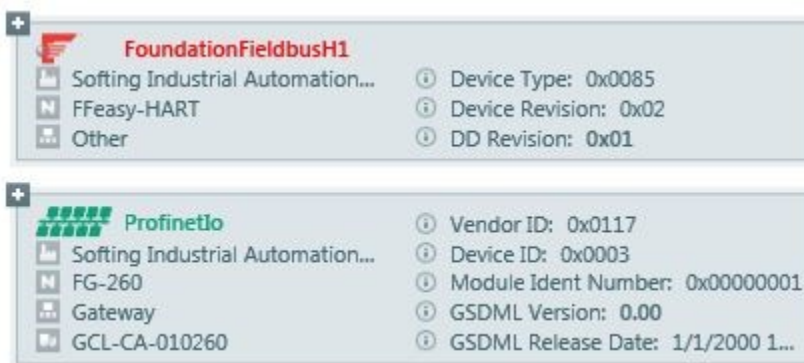 FoundationFieldbusH1
Softing Industrial Automation... Device Type: 0x0085
FFeasy-HART Device Revision: 0x02
Other DD Revision: 0x01
ProfinetIo Vendor ID: 0x0117
Softing Industrial Automation... Device ID: 0x0003
FG-260 Module Ident Number: 0x00000001
Gateway GSDML Version: 0.00
GCL-CA-010260 GSDML Release Date: 1/1/2000 1...